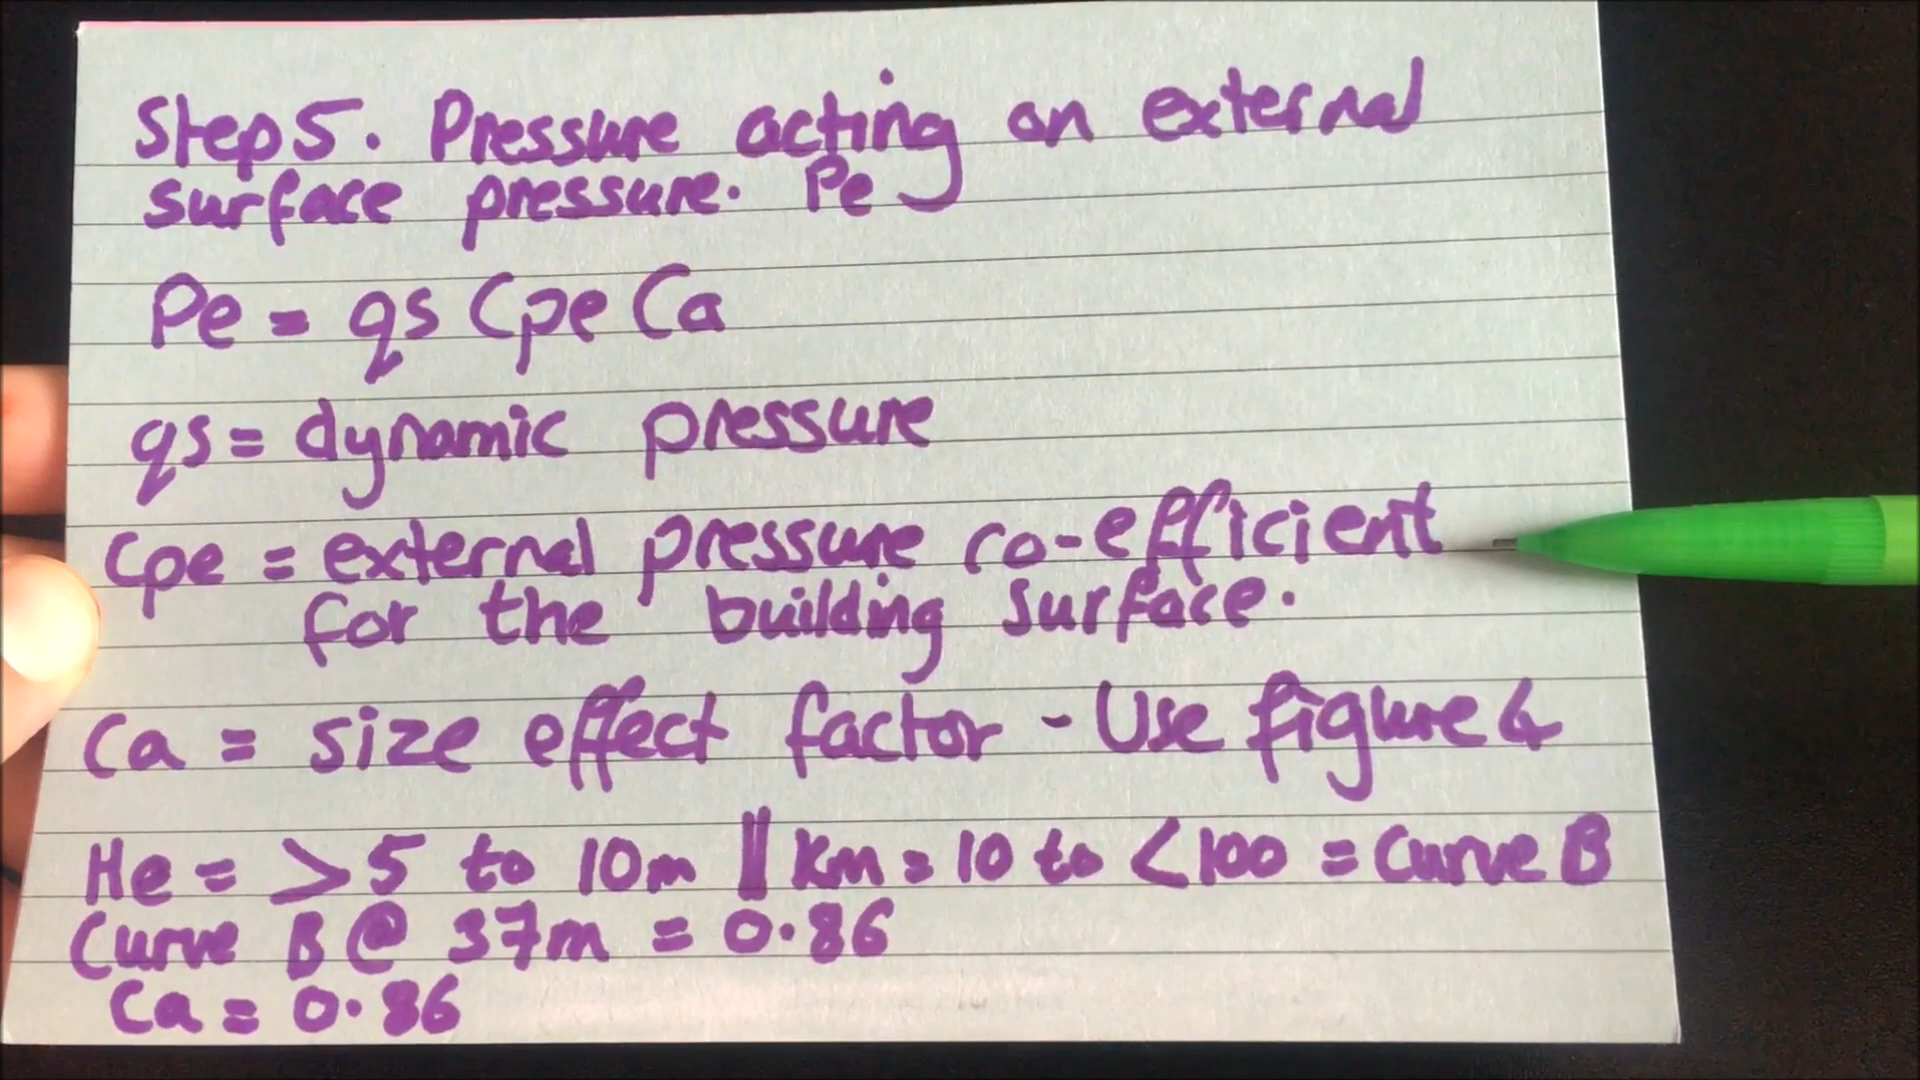 Step 5. Pressure acting on external
surface pressure. Pe
Pe = qs Cpe Ca
qs = dynamic pressure
Cpe = external pressure co-efficient
for the building surface.
Ca = size effect factor - Use figure 4
He = >5 to 10m || Km = 10 to <100 = Curve B
Curve B @ 37m = 0.86
Ca = 0.86